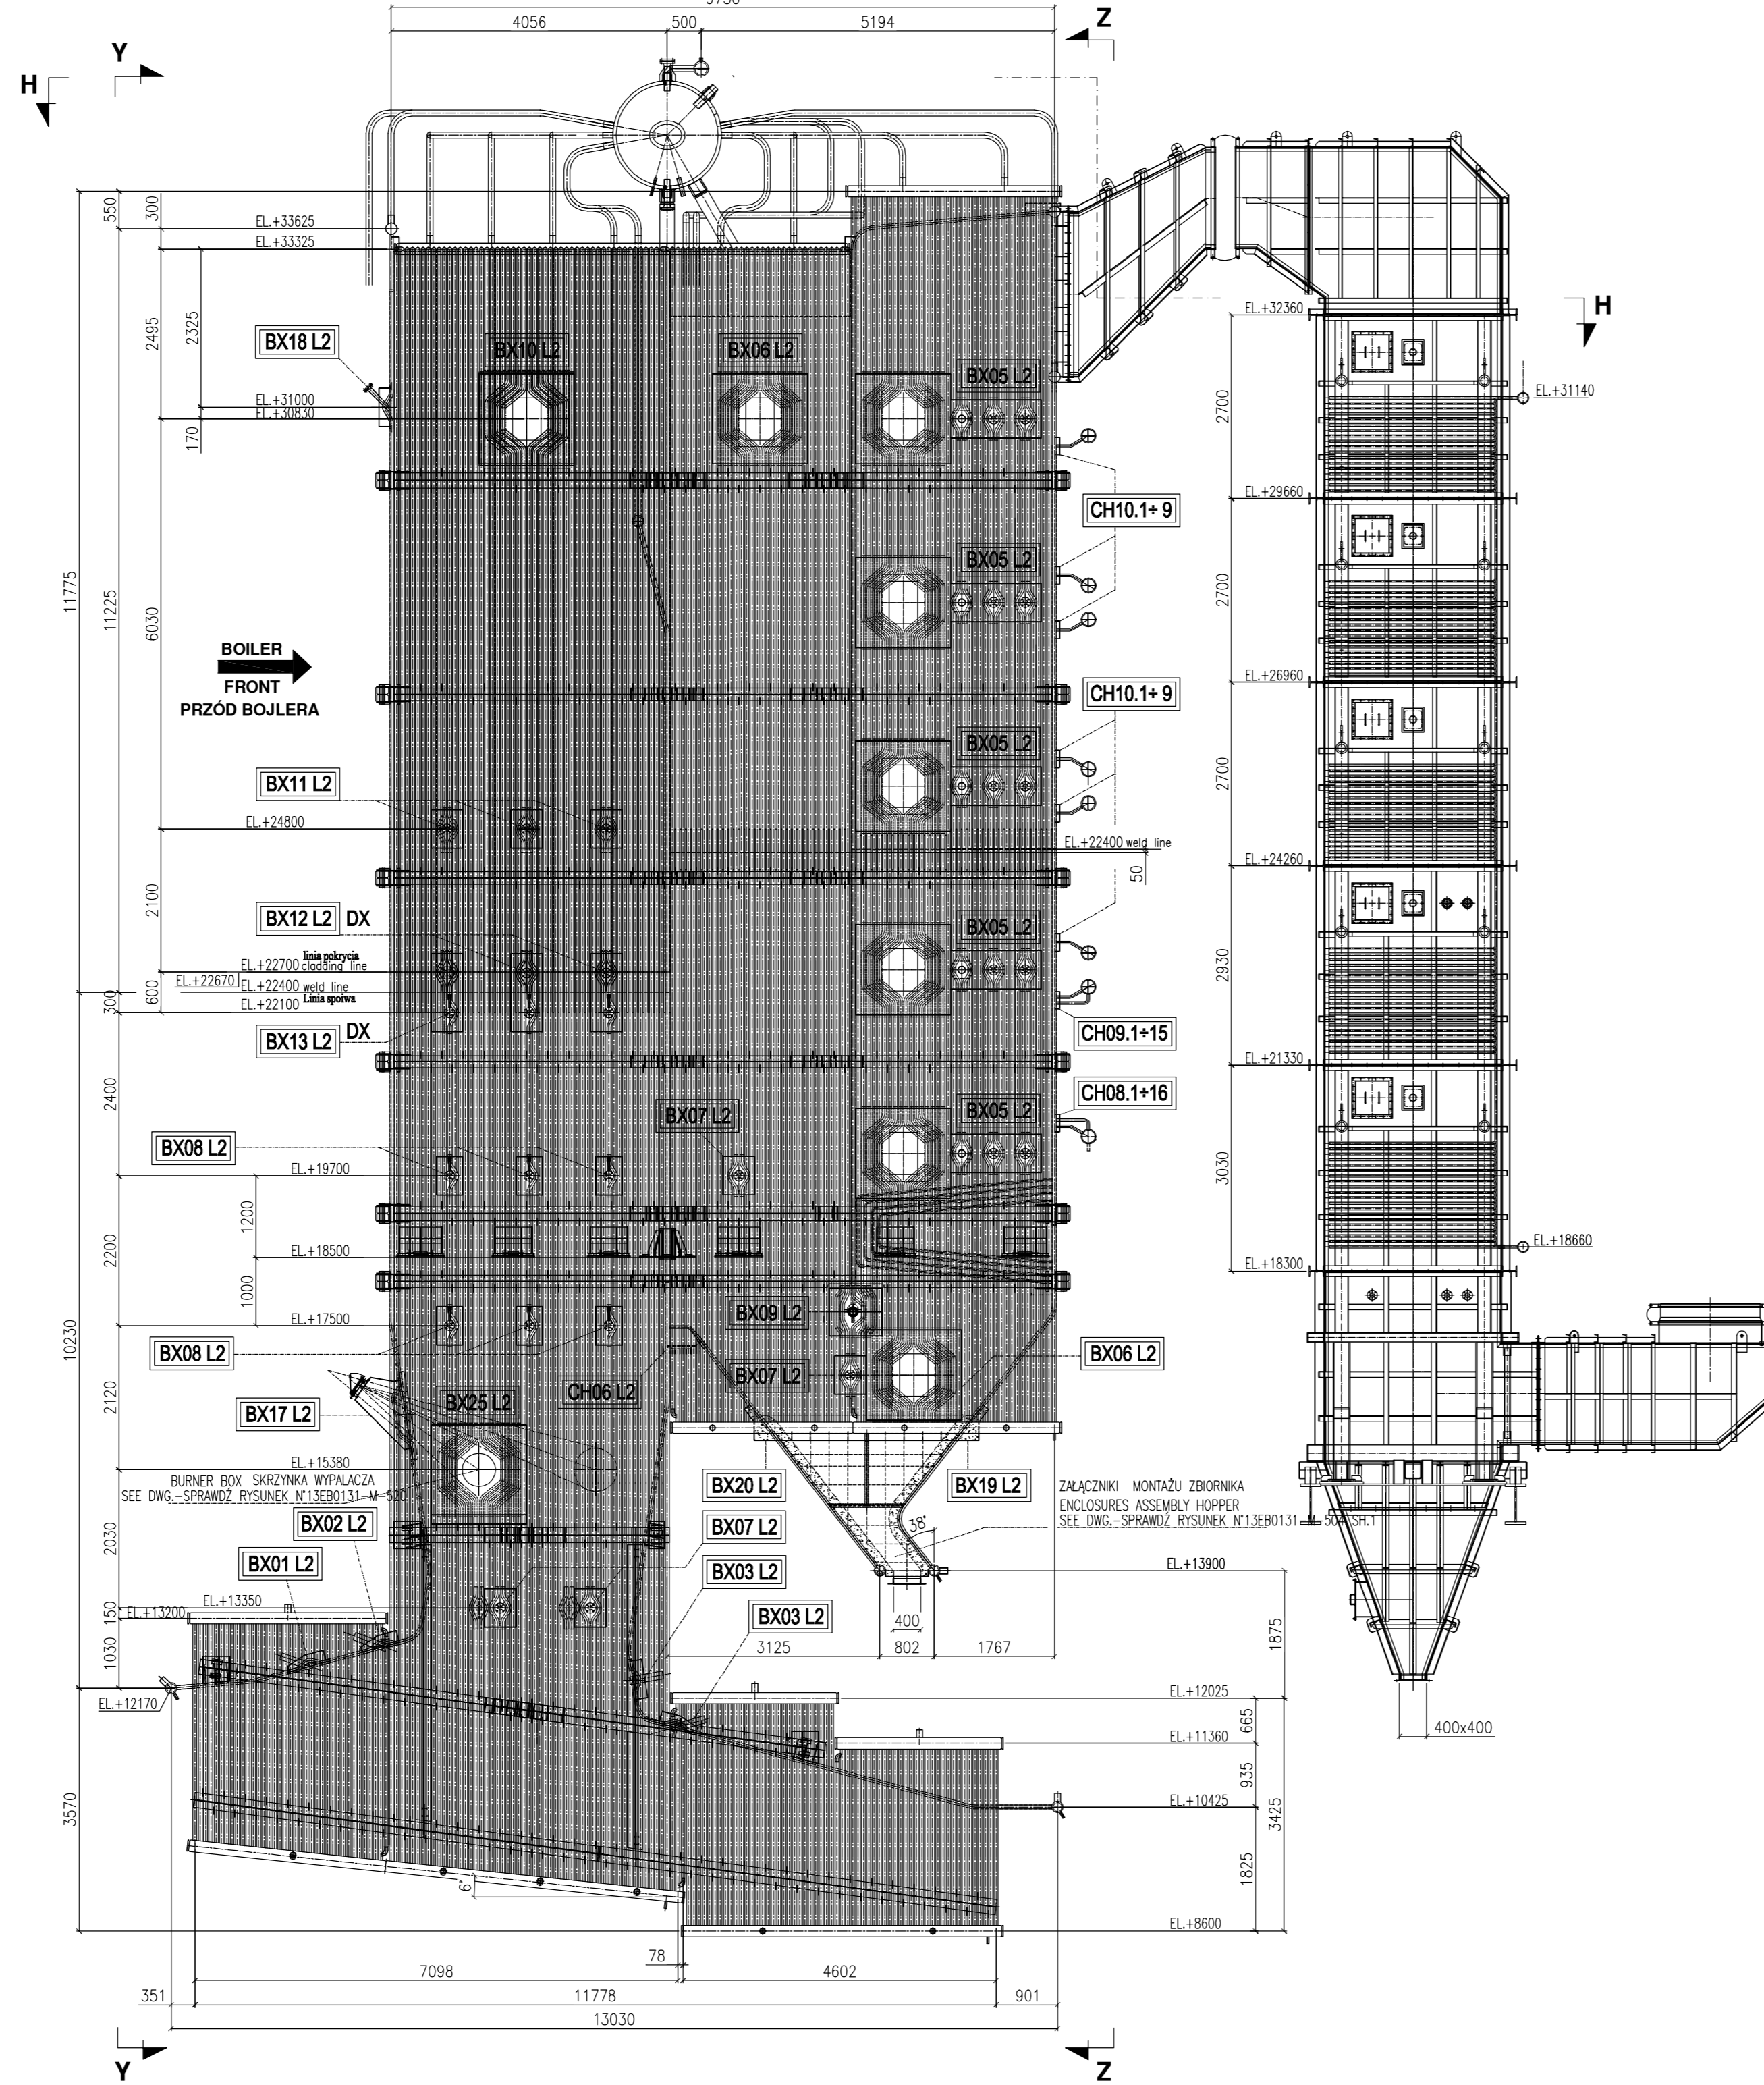 4056
500
5194
Z
Y
H
550
300
EL.+33625
EL.+33325
2495
2325
BX18 L2
BX10 L2
BX06 L2
BX05 L2
EL.+31000
EL.+30830
170
EL.+32360
H
2700
EL.+31140
CH10.1÷ 9
EL.+29660
BX05 L2
2700
11775
11225
6030
BOILER
FRONT
PRZÓD BOJLERA
EL.+26960
CH10.1÷ 9
BX05 L2
2700
BX11 L2
EL.+24800
EL.+22400 weld line
50
EL.+24260
2100
BX12 L2 DX
BX05 L2
linia pokrycia
EL.+22700 cladding line
EL.+22670
EL.+22400 weld line
Linia spoiwa
EL.+22100
300
600
2930
BX13 L2 DX
CH09.1÷15
EL.+21330
2400
CH08.1÷16
BX07 L2
BX05 L2
BX08 L2
EL.+19700
3030
1200
2200
EL.+18500
EL.+18660
EL.+18300
1000
BX09 L2
EL.+17500
BX08 L2
BX06 L2
10230
2120
CH06 L2
BX07 L2
BX25 L2
BX17 L2
EL.+15380
BURNER BOX SKRZYNKA WYPALACZA
SEE DWG.-SPRAWDŹ RYSUNEK N°13EB0131-M-520
BX20 L2
BX19 L2
ZAŁĄCZNIKI MONTAŻU ZBIORNIKA
ENCLOSURES ASSEMBLY HOPPER
SEE DWG.-SPRAWDŹ RYSUNEK N°13EB0131-M-504 SH.1
BX02 L2
BX07 L2
38°
2030
BX01 L2
BX03 L2
EL.+13900
EL.+13350
EL.+13200
150
BX03 L2
400
3125
802
1767
1030
1875
EL.+12170
EL.+12025
400x400
665
EL.+11360
935
EL.+10425
3570
3425
1825
6°
EL.+8600
78
7098
4602
351
11778
901
13030
Y
Z